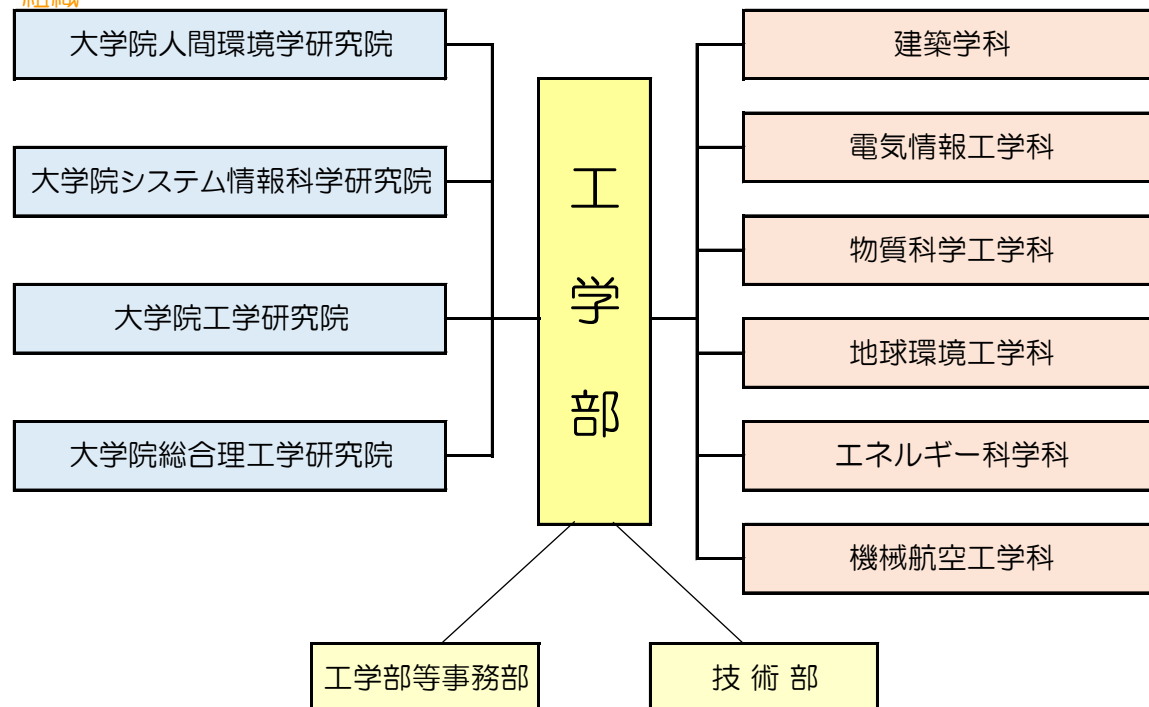 組織
大学院人間環境学研究院
大学院システム情報科学研究院
大学院工学研究院
大学院総合理工学研究院
工学部
建築学科
電気情報工学科
物質科学工学科
地球環境工学科
エネルギー科学科
機械航空工学科
工学部等事務部
技術部